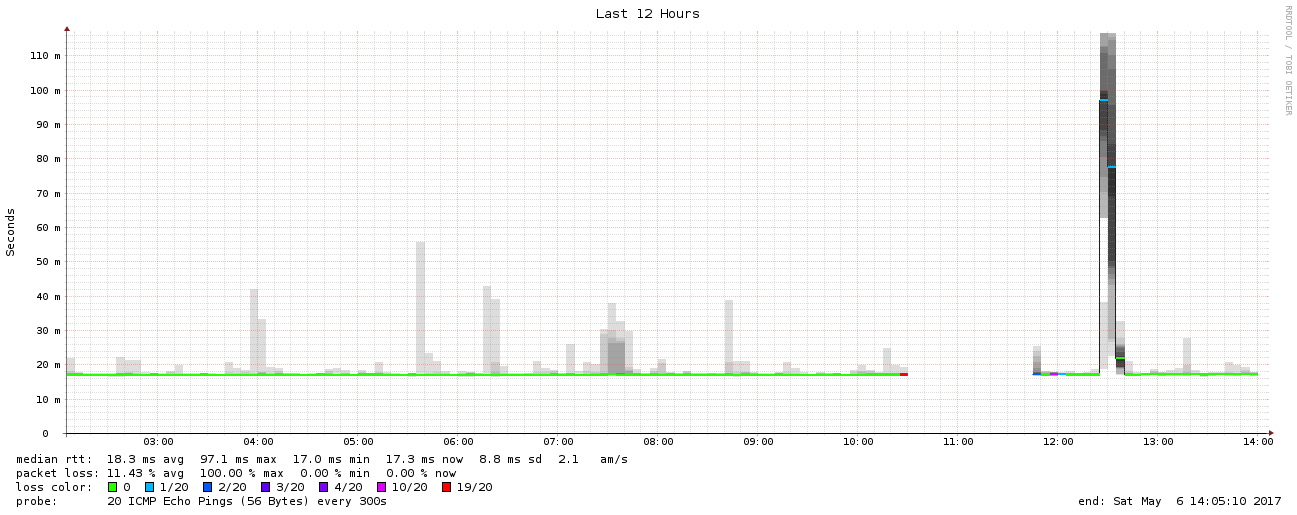 Last 12 Hours
RRDTOOL / TOBI OETIKER
Seconds
110 m
100 m
90 m
80 m
70 m
60 m
50 m
40 m
30 m
20 m
10 m
0
03:00 04:00 05:00 06:00 07:00 08:00 09:00 10:00 11:00 12:00 13:00 14:00
median rtt: 18.3 ms avg 97.1 ms max 17.0 ms min 17.3 ms now 8.8 ms sd 2.1 am/s
packet loss: 11.43 % avg 100.00 % max 0.00 % min 0.00 % now
loss color: 0 1/20 2/20 3/20 4/20 10/20 19/20
probe: 20 ICMP Echo Pings (56 Bytes) every 300s end: Sat May 6 14:05:10 2017